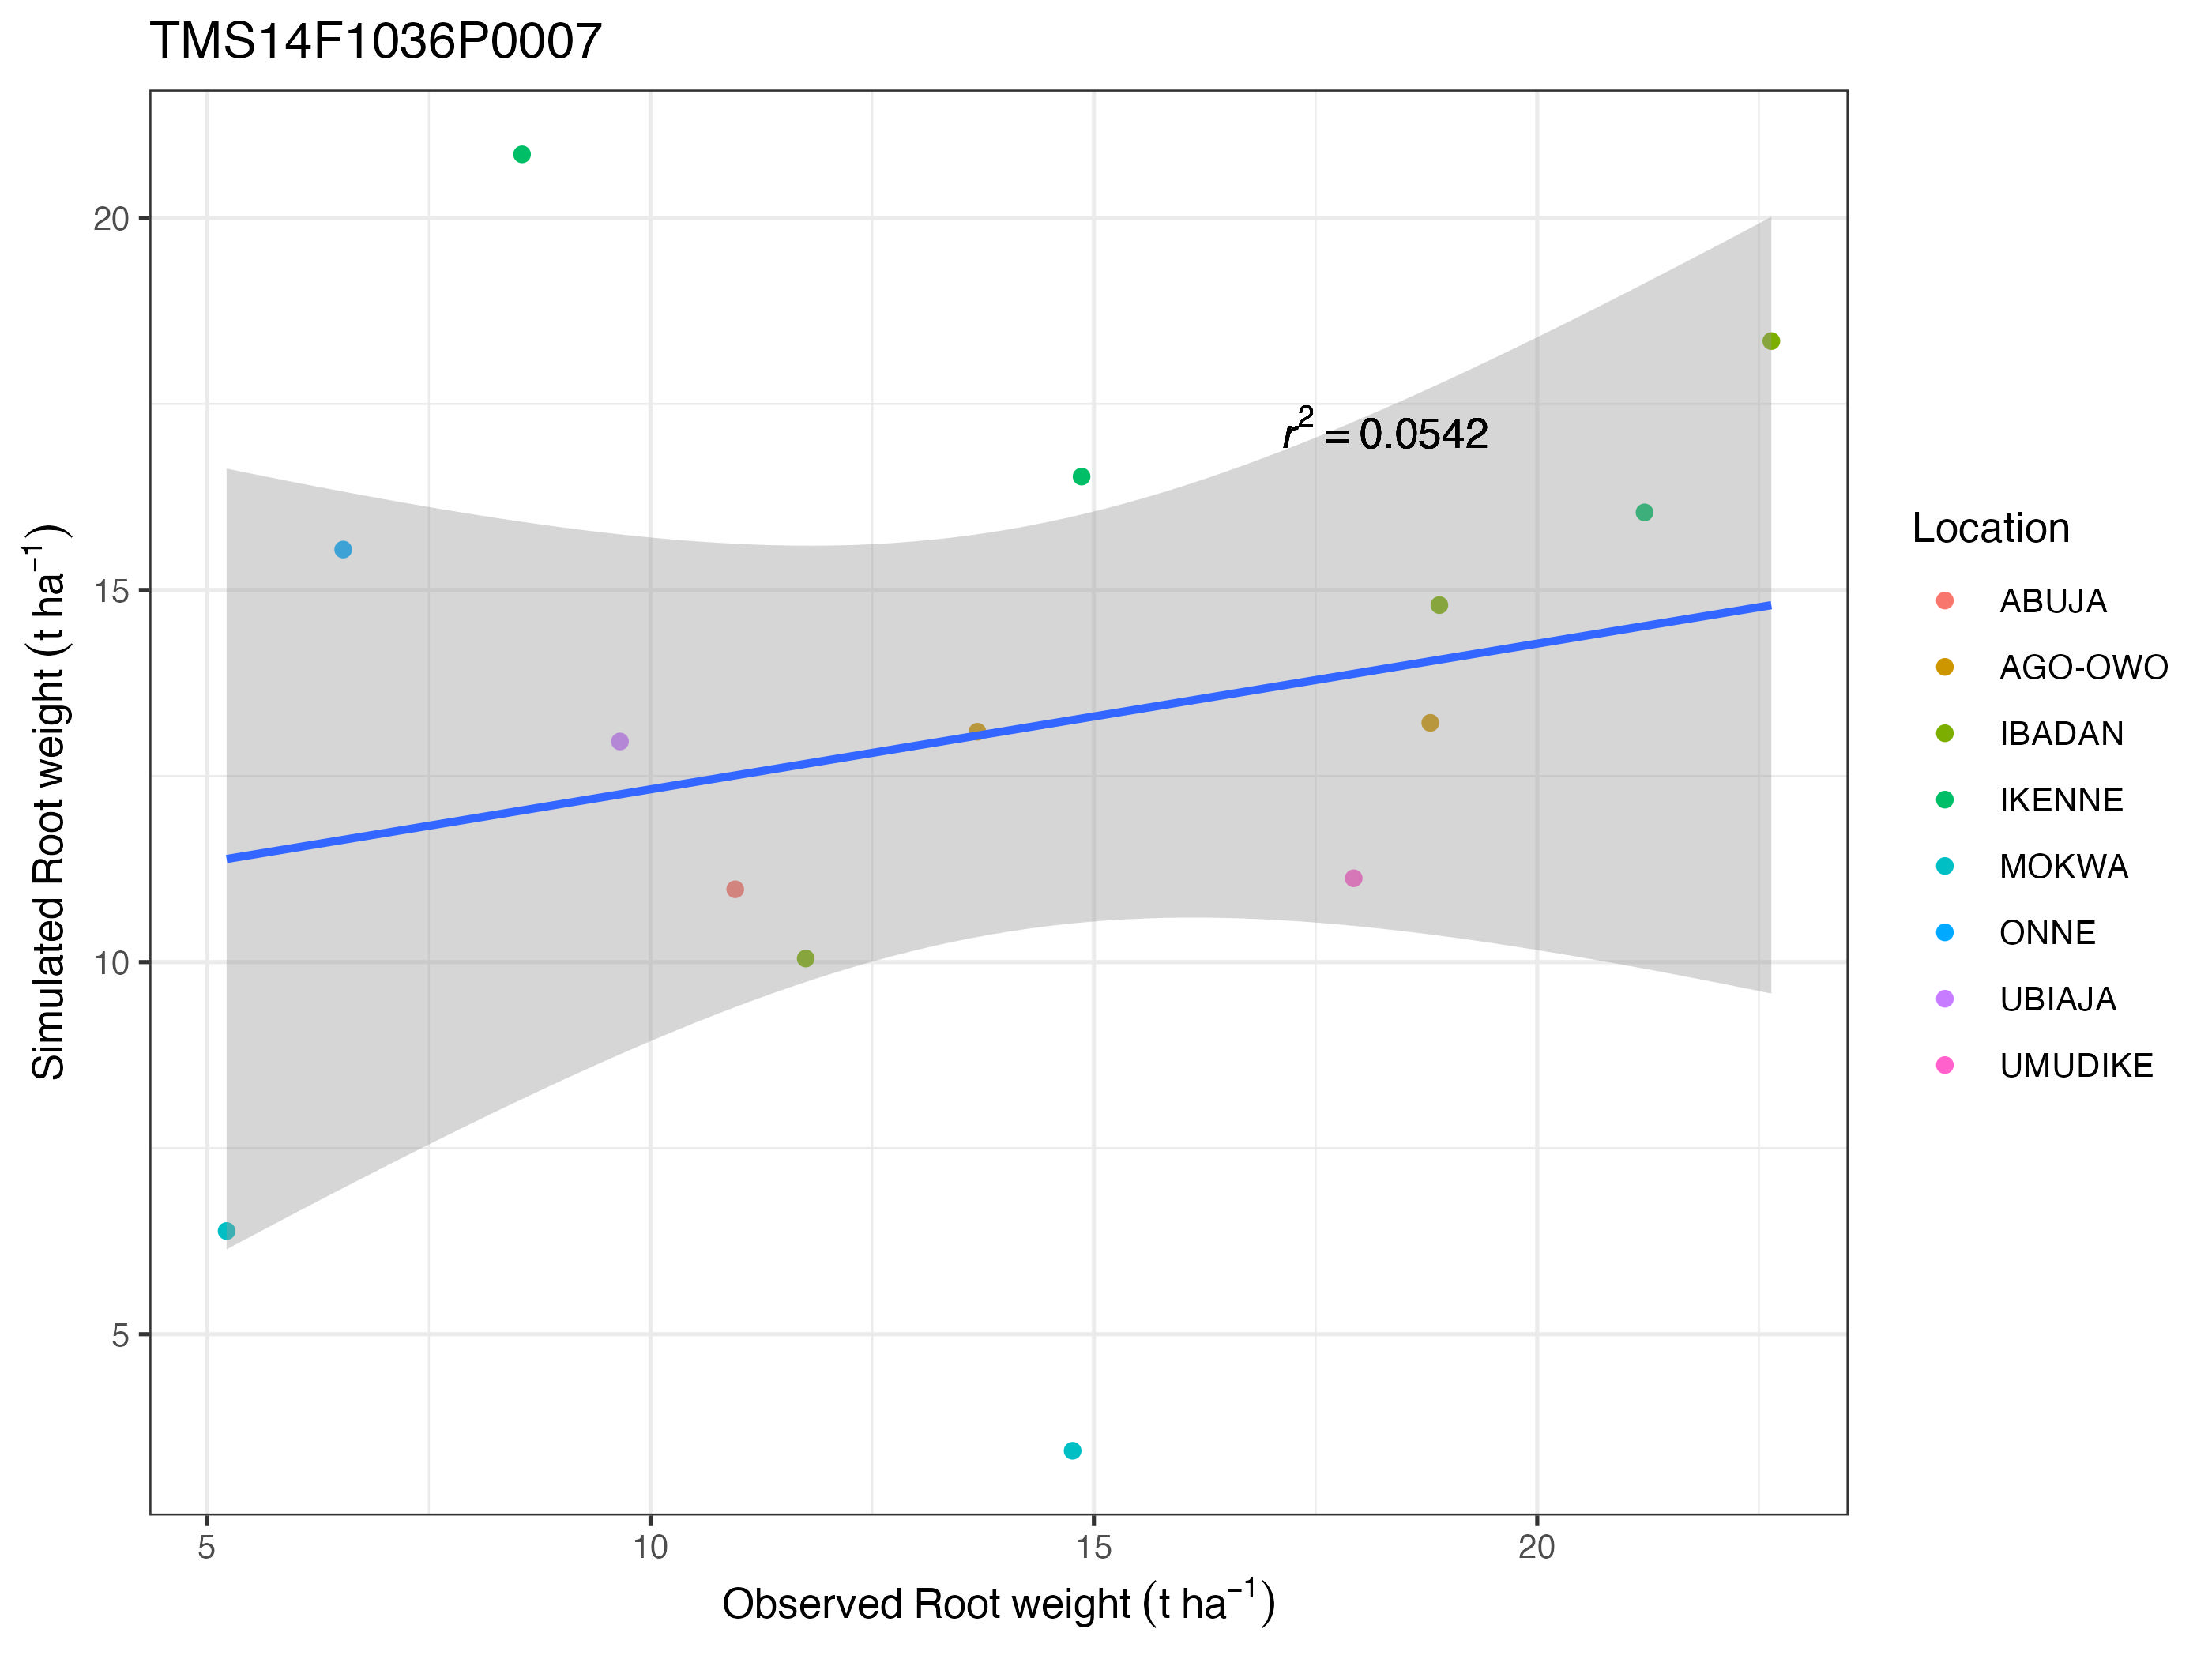 TMS14F1036P0007
r² = 0.0542
20
15
10
5
Simulated Root weight (t ha⁻¹)
5 10 15 20
Observed Root weight (t ha⁻¹)
Location
ABUJA
AGO-OWO
IBADAN
IKENNE
MOKWA
ONNE
UBIAJA
UMUDIKE